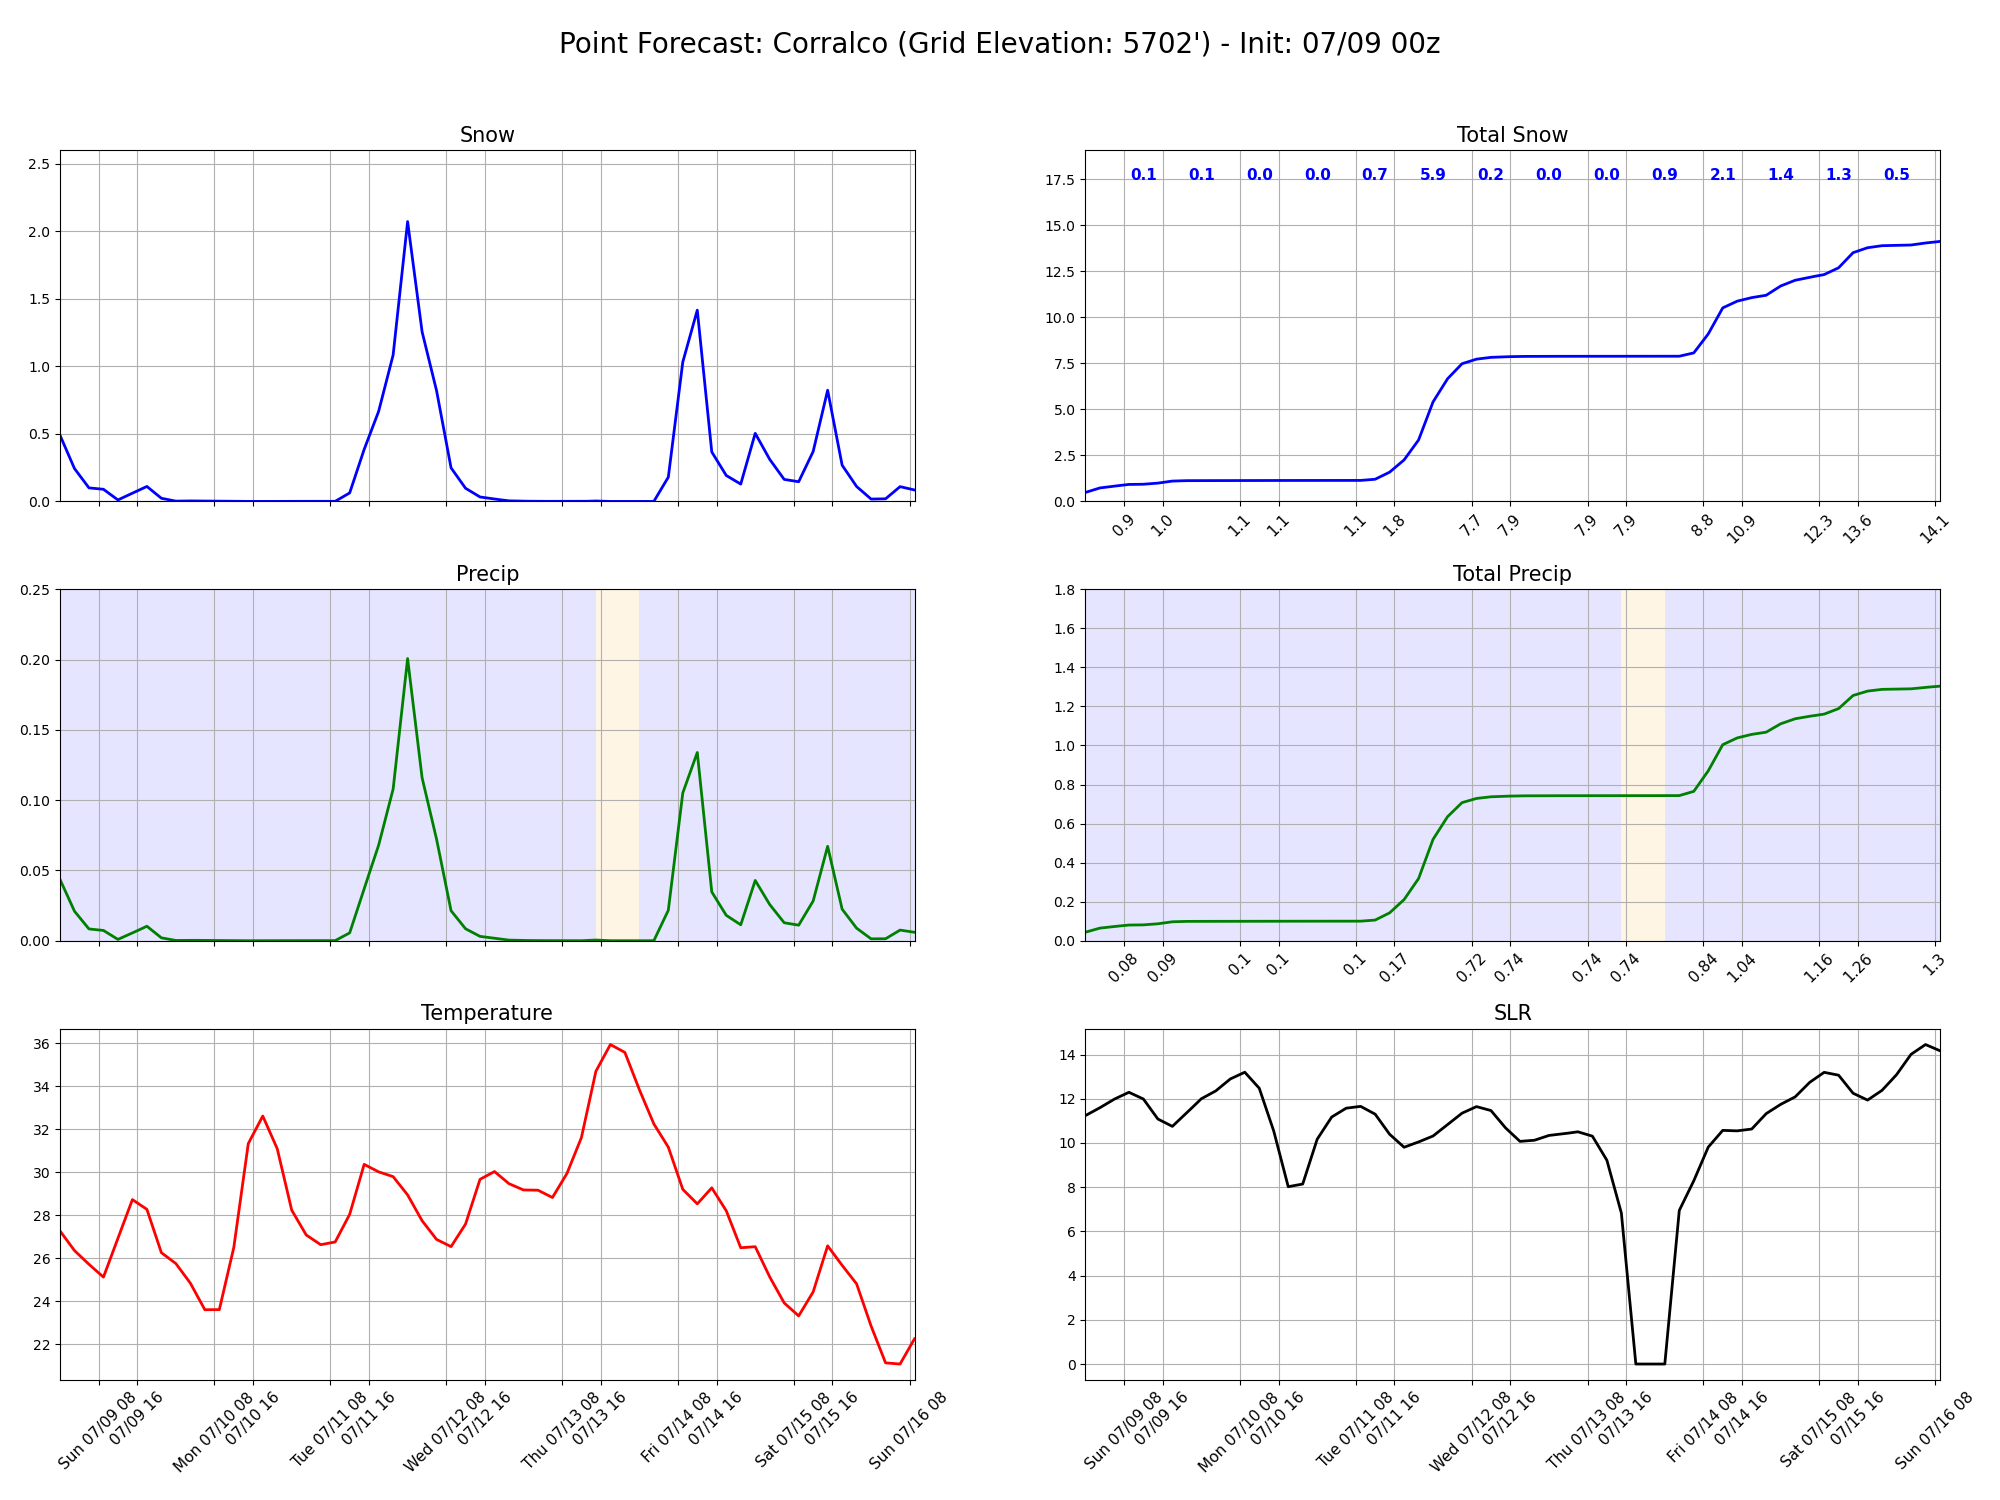 Point Forecast: Corralco (Grid Elevation: 5702') - Init: 07/09 00z
Snow
2.5
2.0
1.5
1.0
0.5
0.0
Total Snow
0.1 0.1 0.0 0.0 0.7 5.9 0.2 0.0 0.0 0.9 2.1 1.4 1.3 0.5
17.5
15.0
12.5
10.0
7.5
5.0
2.5
0.0
0.9 1.0 1.1 1.1 1.1 1.8 7.7 7.9 7.9 7.9 8.8 10.9 12.3 13.6 14.1
Precip
0.25
0.20
0.15
0.10
0.05
0.00
Total Precip
1.8
1.6
1.4
1.2
1.0
0.8
0.6
0.4
0.2
0.0
0.08 0.09 0.1 0.1 0.1 0.17 0.72 0.74 0.74 0.74 0.84 1.04 1.16 1.26 1.3
Temperature
36
34
32
30
28
26
24
22
Sun 07/09 08
07/09 16
Mon 07/10 08
07/10 16
Tue 07/11 08
07/11 16
Wed 07/12 08
07/12 16
Thu 07/13 08
07/13 16
Fri 07/14 08
07/14 16
Sat 07/15 08
07/15 16
Sun 07/16 08
SLR
14
12
10
8
6
4
2
0
Sun 07/09 08
07/09 16
Mon 07/10 08
07/10 16
Tue 07/11 08
07/11 16
Wed 07/12 08
07/12 16
Thu 07/13 08
07/13 16
Fri 07/14 08
07/14 16
Sat 07/15 08
07/15 16
Sun 07/16 08